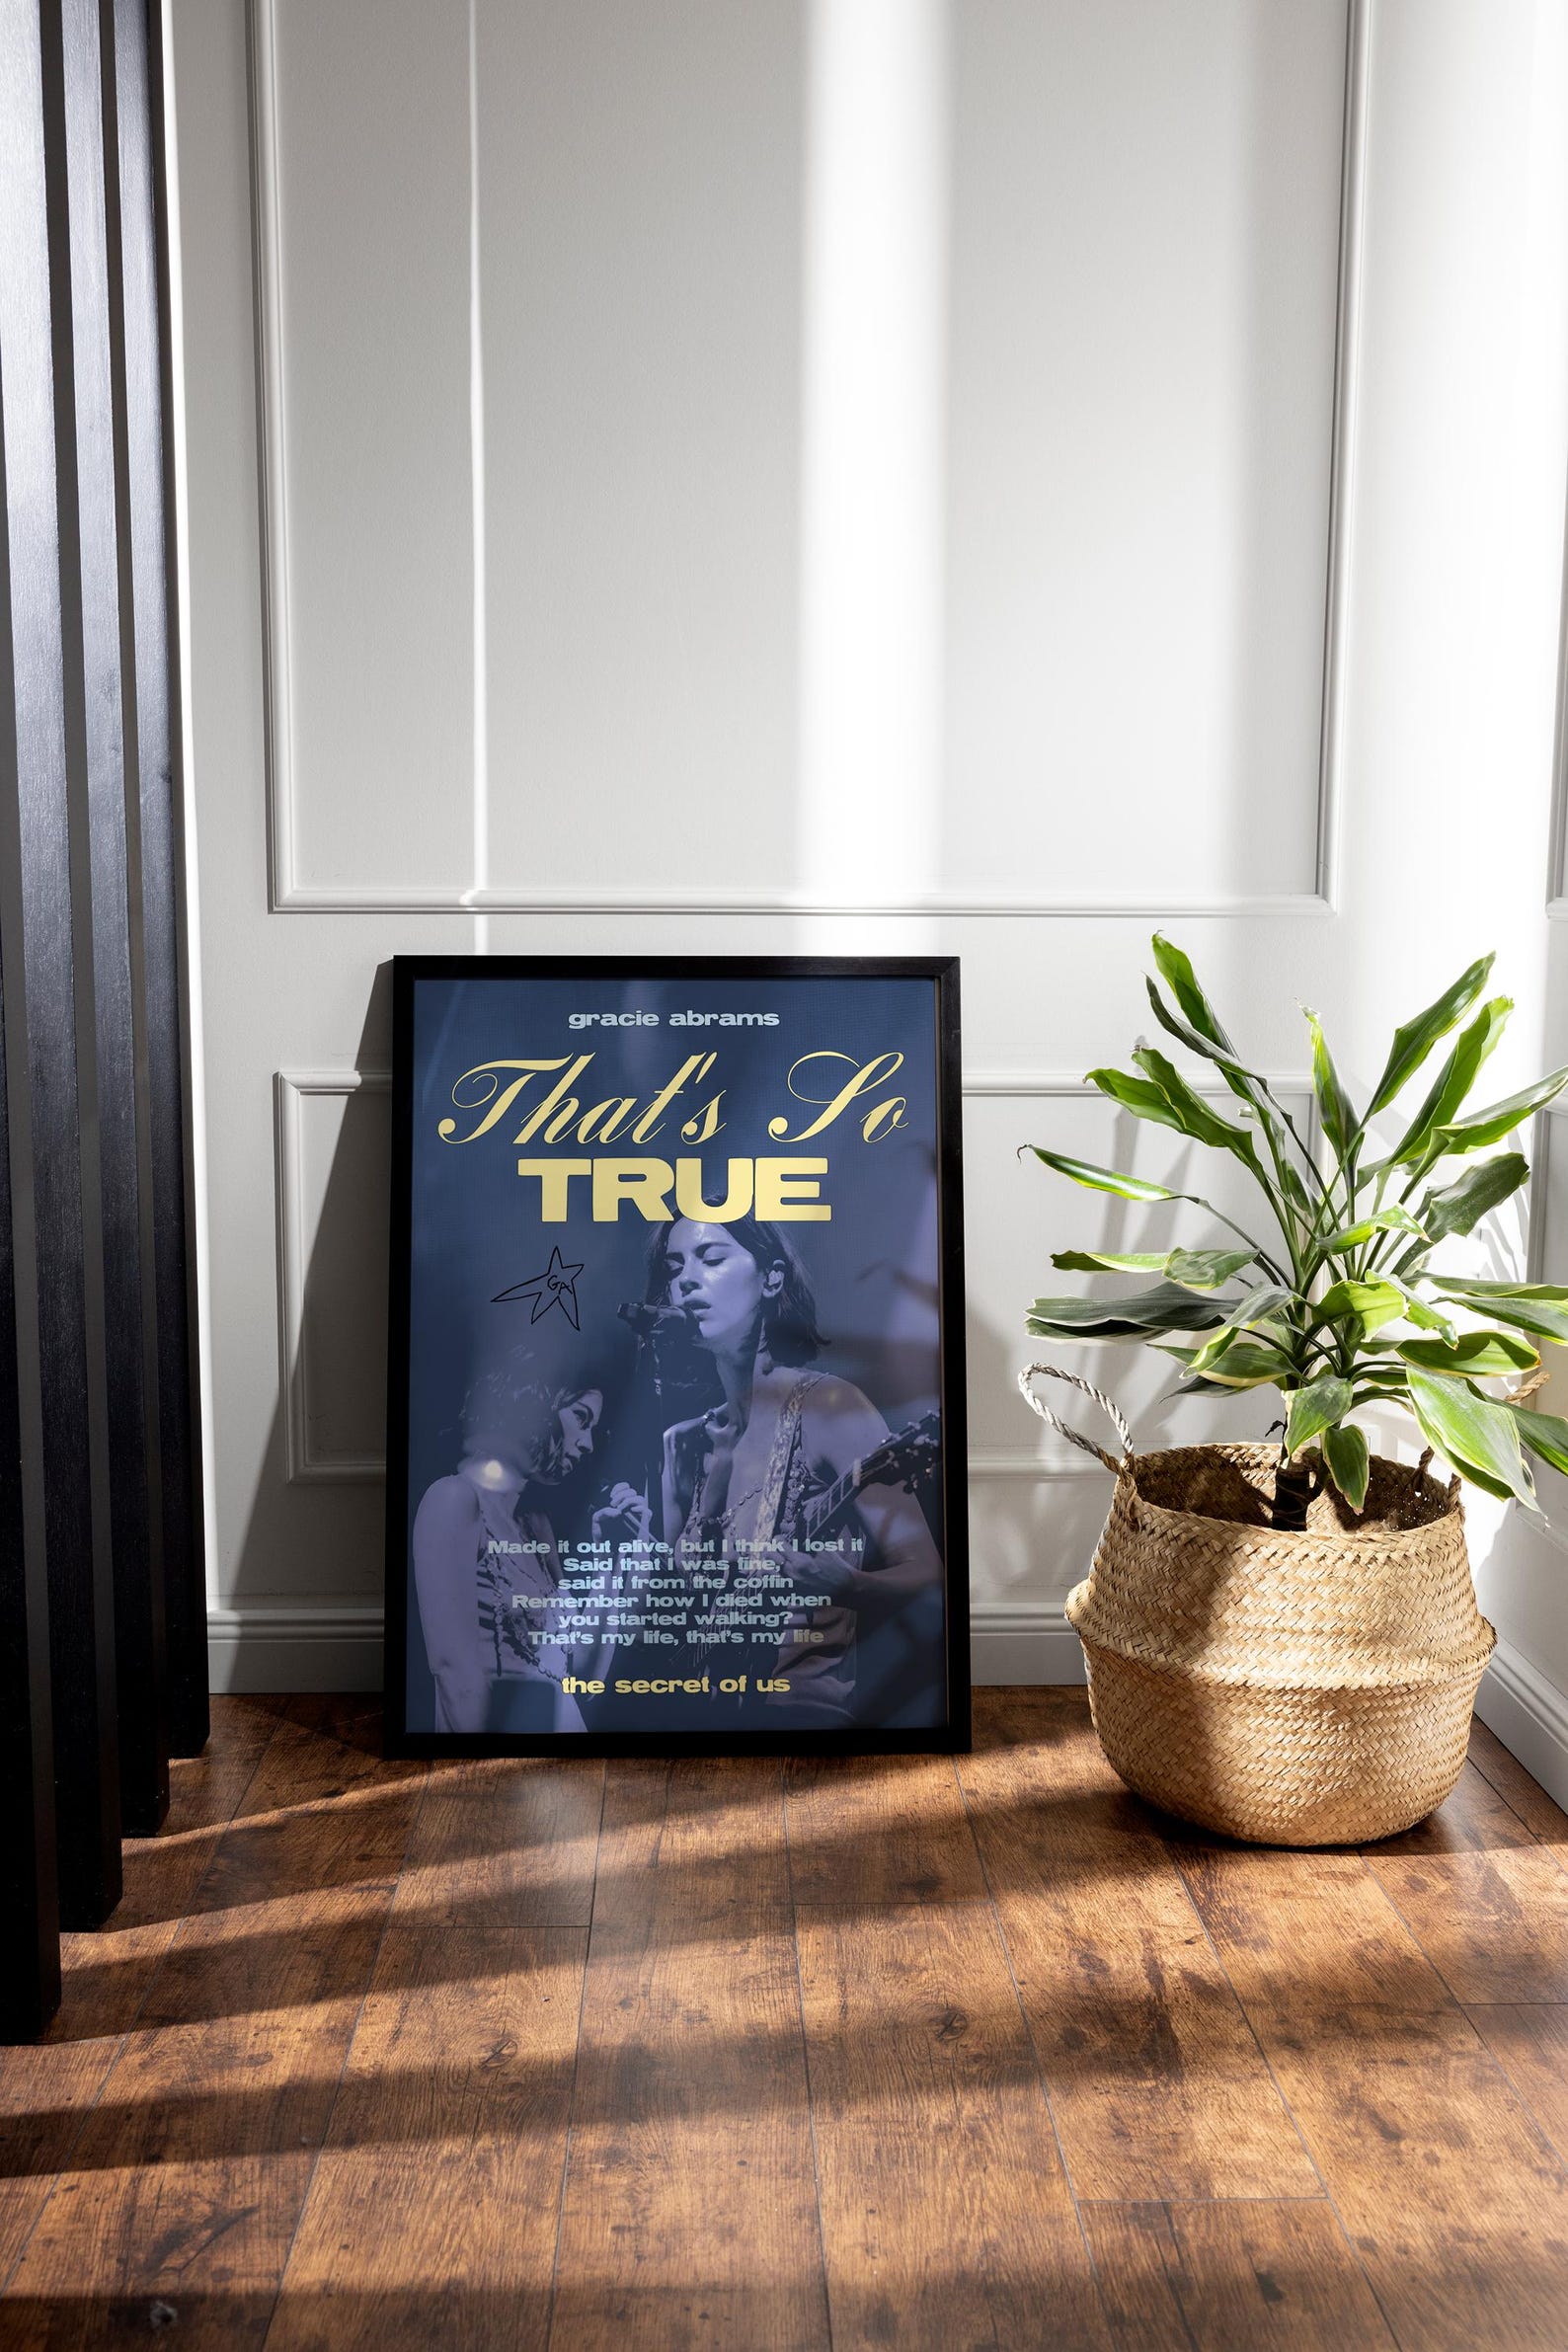 gracie abrams
That's So
TRUE
GA
Made it out alive, but I think I lost it
Said that I was fine,
said it from the coffin
Remember how I died when
you started walking?
That's my life, that's my life
the secret of us